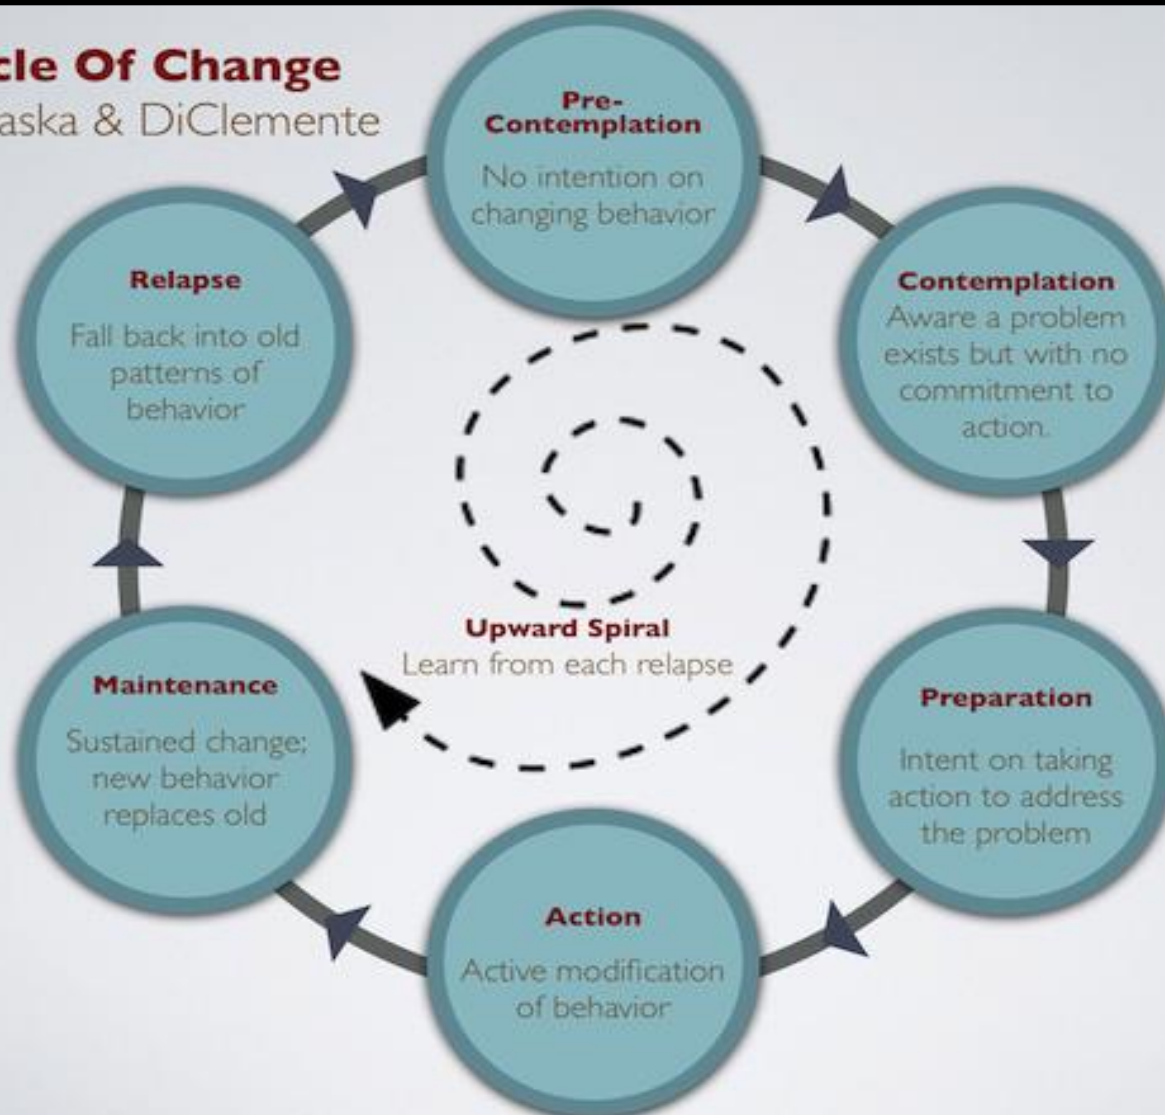 cle Of Change
aska & DiClemente
Pre-
Contemplation
No intention on
changing behavior
Contemplation
Aware a problem
exists but with no
commitment to
action.
Preparation
Intent on taking
action to address
the problem
Action
Active modification
of behavior
Maintenance
Sustained change;
new behavior
replaces old
Relapse
Fall back into old
patterns of
behavior
Upward Spiral
Learn from each relapse